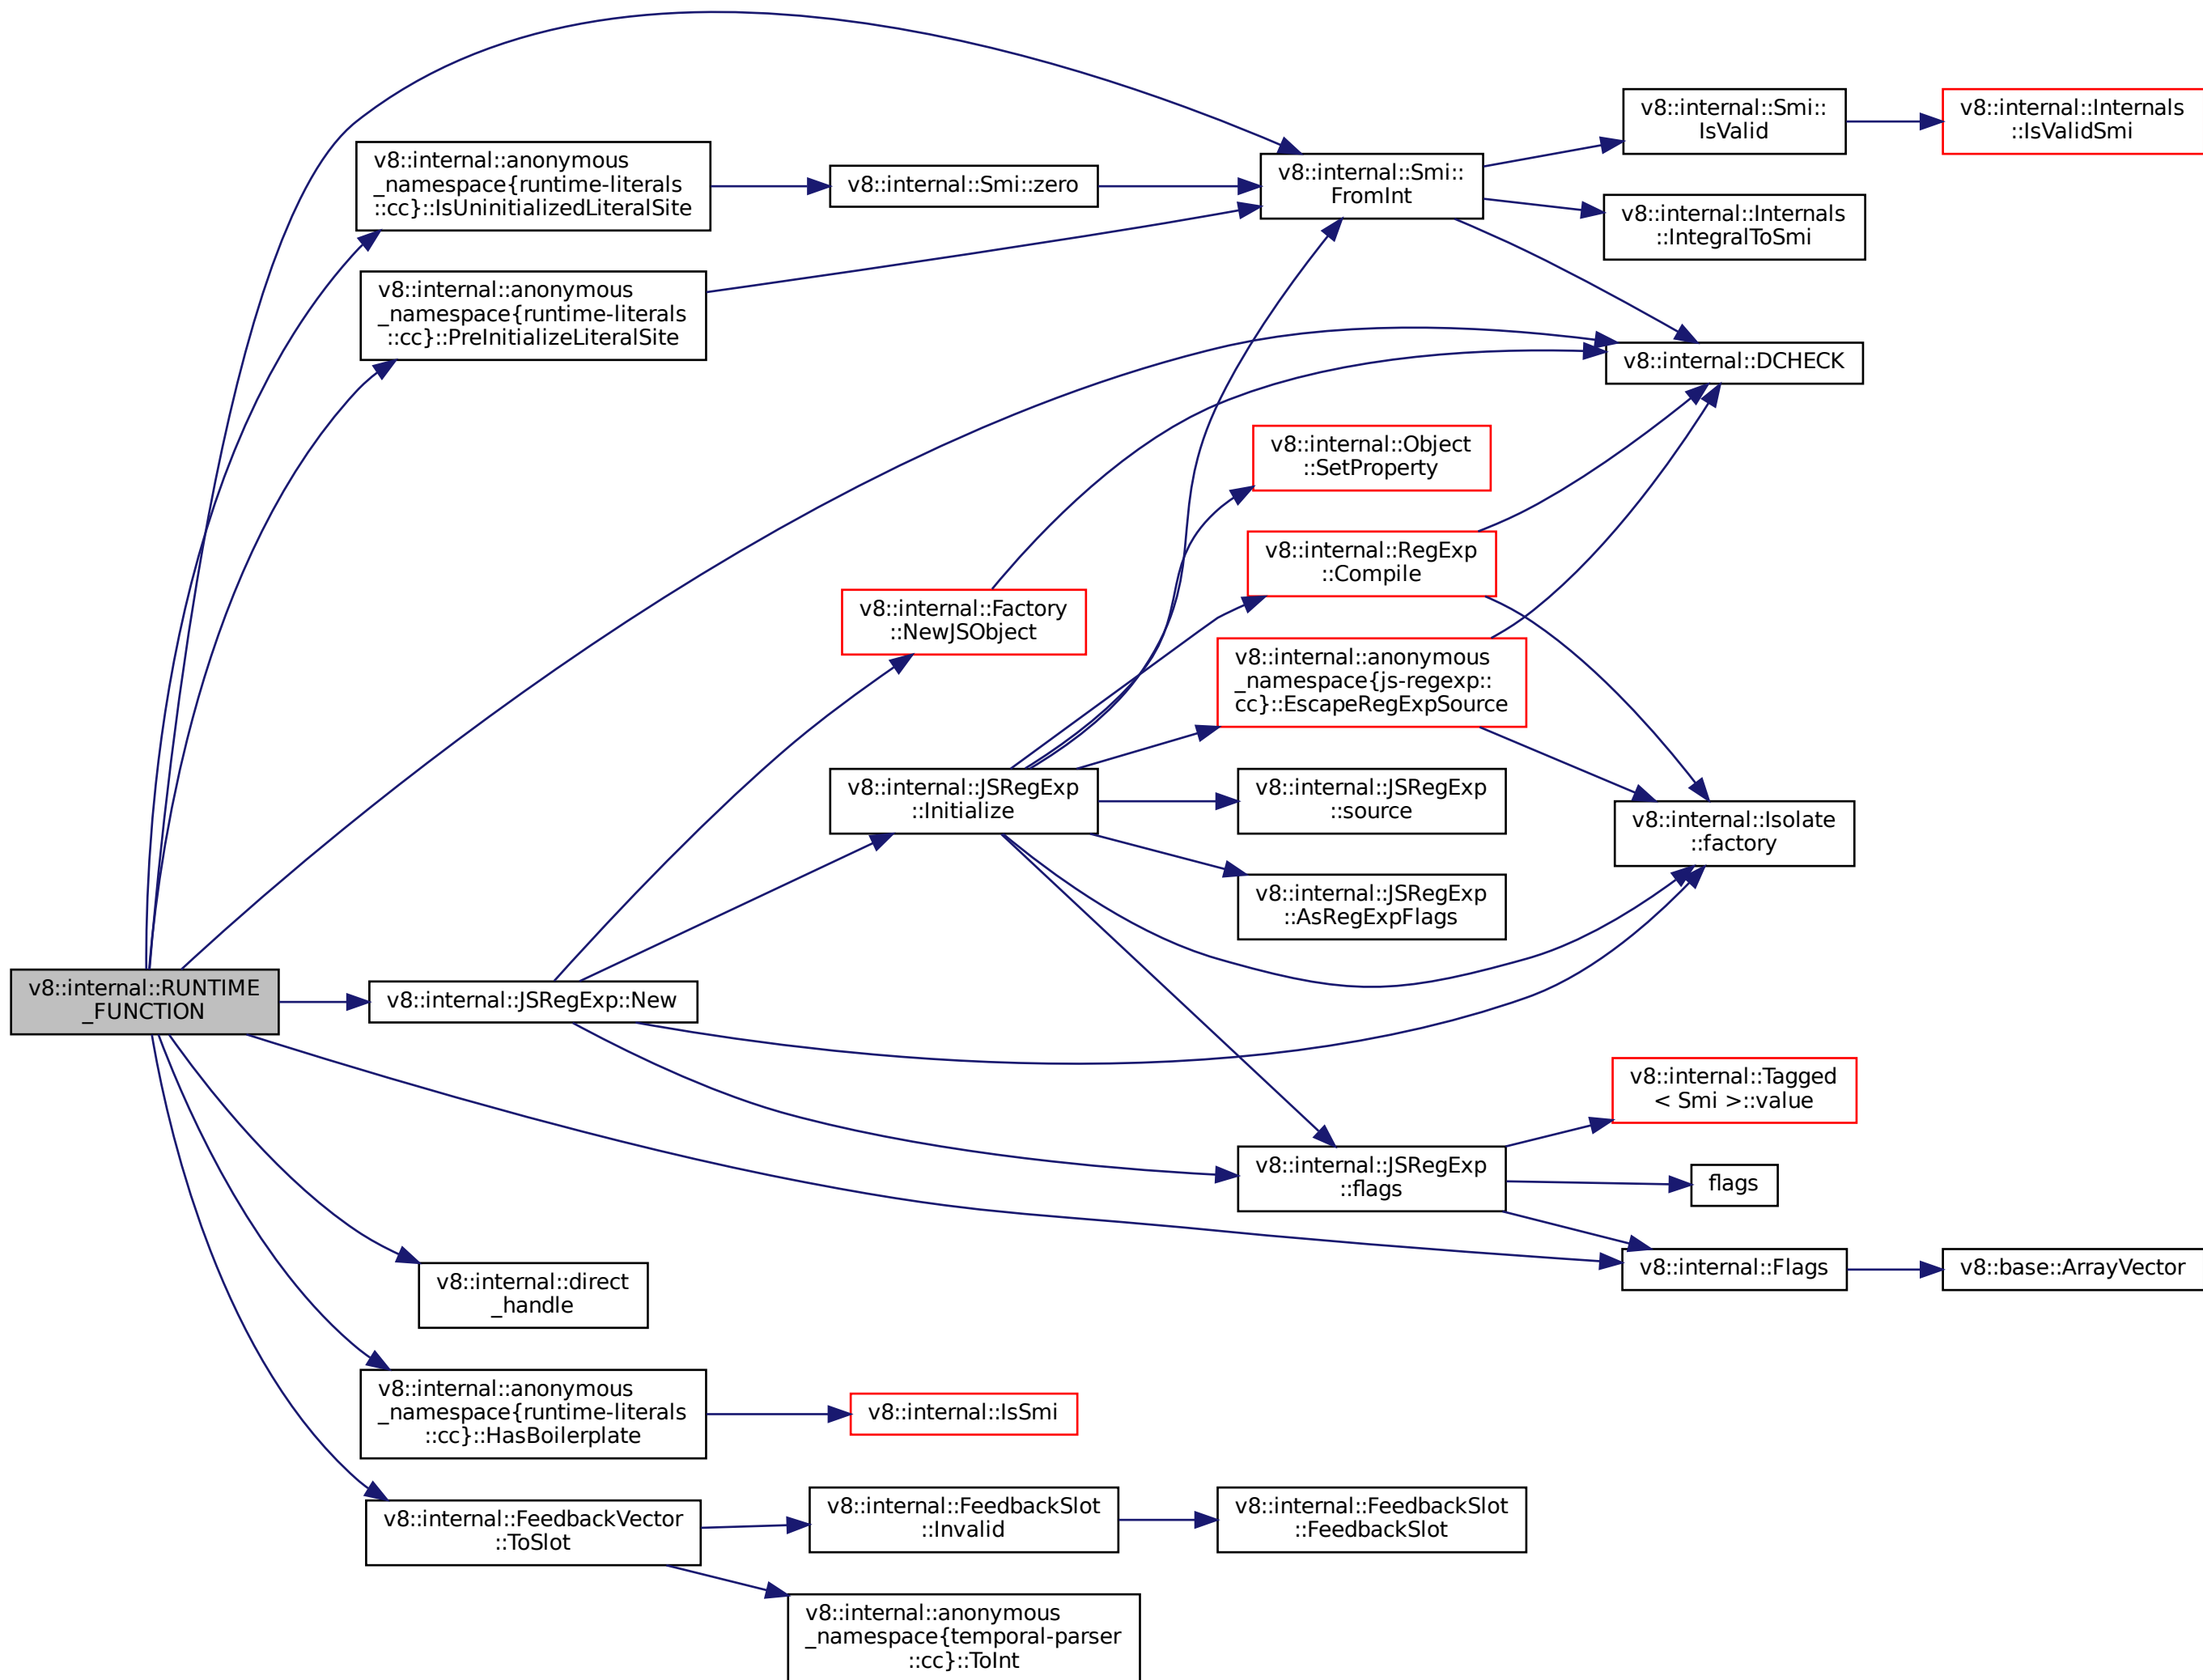 v8::internal::Smi::
IsValid
v8::internal::Internals
::IsValidSmi
v8::internal::anonymous
_namespace{runtime-literals
::cc}::IsUninitializedLiteralSite
v8::internal::Smi::zero
v8::internal::Smi::
FromInt
v8::internal::Internals
::IntegralToSmi
v8::internal::anonymous
_namespace{runtime-literals
::cc}::PreInitializeLiteralSite
v8::internal::DCHECK
v8::internal::Object
::SetProperty
v8::internal::RegExp
::Compile
v8::internal::Factory
::NewJSObject
v8::internal::anonymous
_namespace{js-regexp::
cc}::EscapeRegExpSource
v8::internal::JSRegExp
::Initialize
v8::internal::JSRegExp
::source
v8::internal::Isolate
::factory
v8::internal::JSRegExp
::AsRegExpFlags
v8::internal::RUNTIME
_FUNCTION
v8::internal::JSRegExp::New
v8::internal::Tagged
< Smi >::value
v8::internal::JSRegExp
::flags
flags
v8::internal::Flags
v8::base::ArrayVector
v8::internal::direct
_handle
v8::internal::anonymous
_namespace{runtime-literals
::cc}::HasBoilerplate
v8::internal::IsSmi
v8::internal::FeedbackVector
::ToSlot
v8::internal::FeedbackSlot
::Invalid
v8::internal::FeedbackSlot
::FeedbackSlot
v8::internal::anonymous
_namespace{temporal-parser
::cc}::ToInt